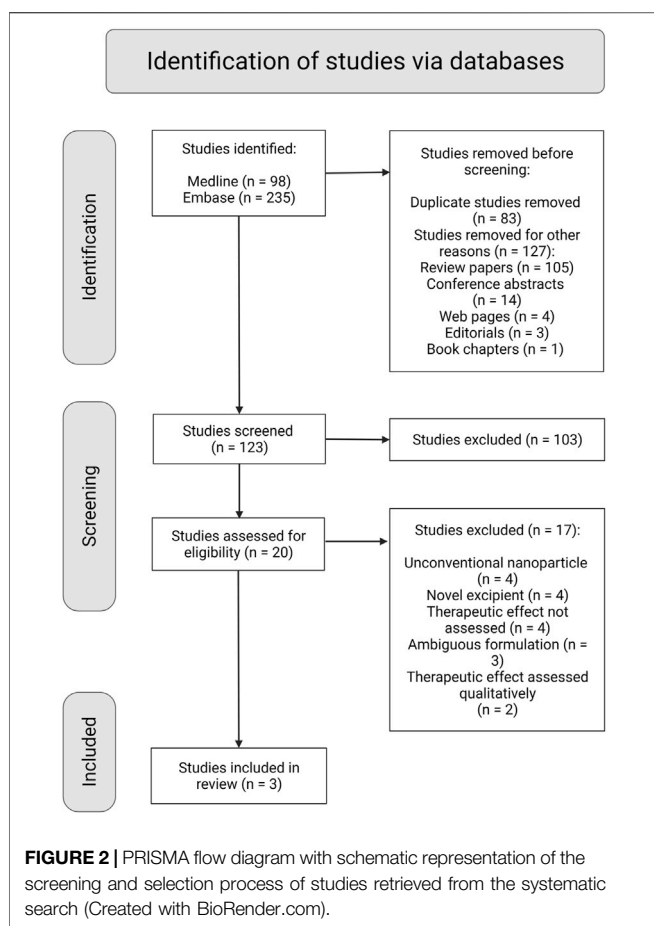 Identification of studies via databases
Identification
Studies identified:
Medline (n = 98)
Embase (n = 235)
Studies removed before
screening:
Duplicate studies removed
(n = 83)
Studies removed for other
reasons (n = 127):
Review papers (n = 105)
Conference abstracts
(n = 14)
Web pages (n = 4)
Editorials (n = 3)
Book chapters (n = 1)
Screening
Studies screened
(n = 123)
Studies excluded (n = 103)
Studies assessed for
eligibility (n = 20)
Studies excluded (n = 17):
Unconventional nanoparticle
(n = 4)
Novel excipient (n = 4)
Therapeutic effect not
assessed (n = 4)
Ambiguous formulation (n =
3)
Therapeutic effect assessed
qualitatively
(n = 2)
Included
Studies included in
review (n = 3)
FIGURE 2 | PRISMA flow diagram with schematic representation of the
screening and selection process of studies retrieved from the systematic
search (Created with BioRender.com).